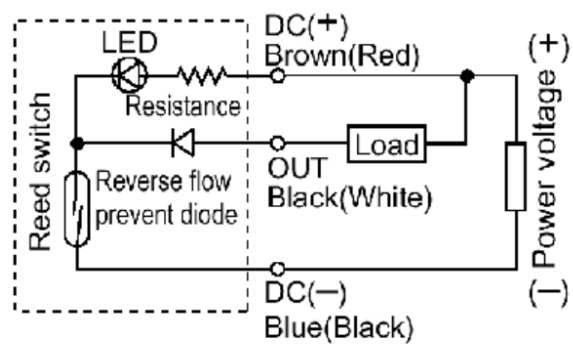 LED
DC(+)
Brown(Red)
Resistance
Load
OUT
Black(White)
Reverse flow
prevent diode
Reed switch
DC(−)
Blue(Black)
(+)
Power voltage
(−)